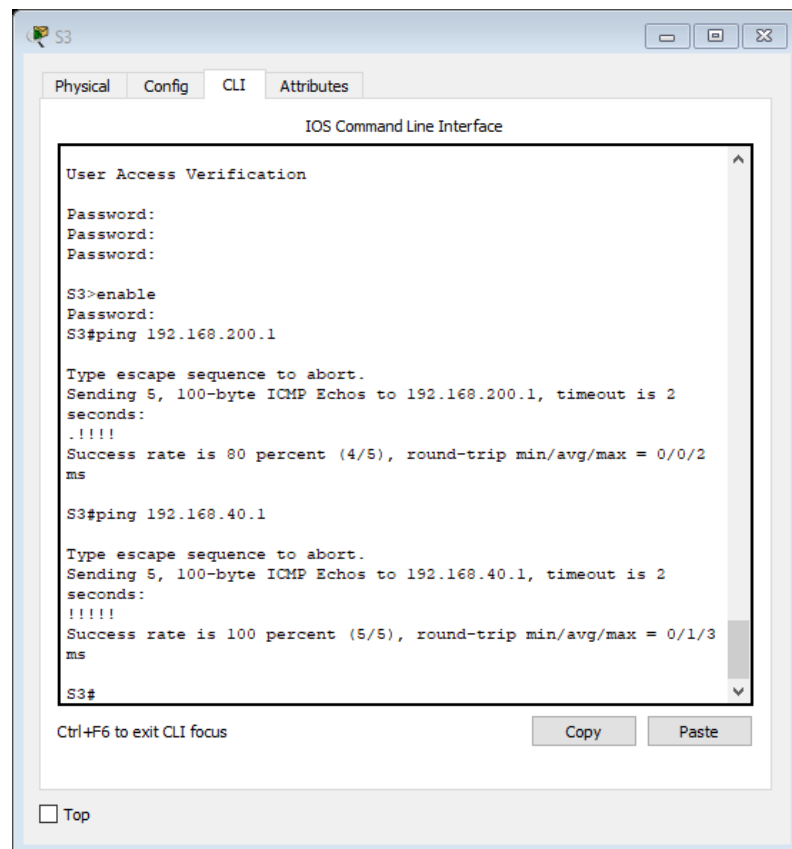 S3
Physical Config CLI Attributes
IOS Command Line Interface
User Access Verification
Password:
Password:
Password:
S3>enable
Password:
S3#ping 192.168.200.1
Type escape sequence to abort.
Sending 5, 100-byte ICMP Echos to 192.168.200.1, timeout is 2
seconds:
.!!!!
Success rate is 80 percent (4/5), round-trip min/avg/max = 0/0/2
ms
S3#ping 192.168.40.1
Type escape sequence to abort.
Sending 5, 100-byte ICMP Echos to 192.168.40.1, timeout is 2
seconds:
!!!!!
Success rate is 100 percent (5/5), round-trip min/avg/max = 0/1/3
ms
S3#
Ctrl+F6 to exit CLI focus Copy Paste
Top